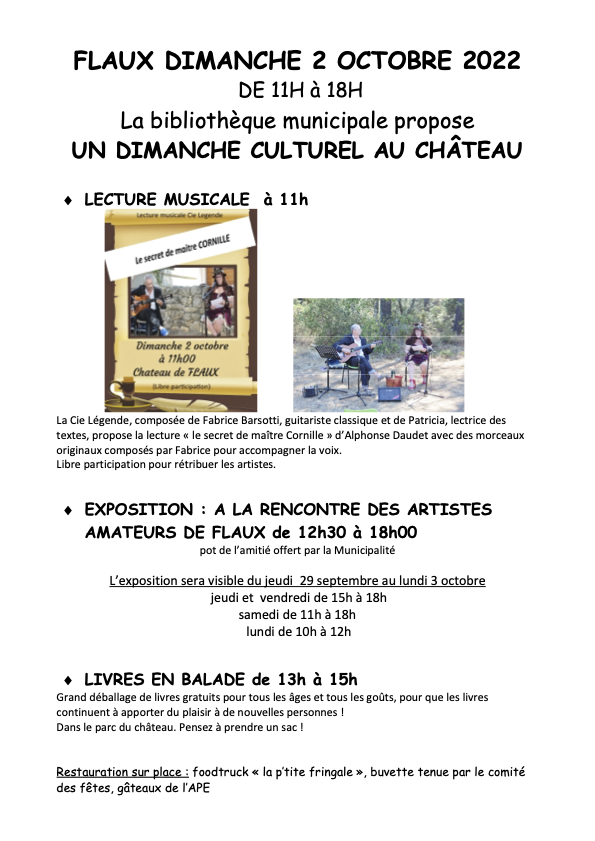 FLAUX DIMANCHE 2 OCTOBRE 2022
DE 11H à 18H
La bibliothèque municipale propose
UN DIMANCHE CULTUREL AU CHÂTEAU
♦ LECTURE MUSICALE à 11h
Lecture musicale Cie Legende
Le secret de maitre CORNILLE
Dimanche 2 octobre
à 11h00
Chateau de FLAUX
(Libre participation)
La Cie Légende, composée de Fabrice Barsotti, guitariste classique et de Patricia, lectrice des
textes, propose la lecture « le secret de maître Cornille » d'Alphonse Daudet avec des morceaux
originaux composés par Fabrice pour accompagner la voix.
Libre participation pour rétribuer les artistes.
♦ EXPOSITION : A LA RENCONTRE DES ARTISTES
AMATEURS DE FLAUX de 12h30 à 18h00
pot de l'amitié offert par la Municipalité
L'exposition sera visible du jeudi 29 septembre au lundi 3 octobre
jeudi et vendredi de 15h à 18h
samedi de 11h à 18h
lundi de 10h à 12h
♦ LIVRES EN BALADE de 13h à 15h
Grand déballage de livres gratuits pour tous les âges et tous les goûts, pour que les livres
continuent à apporter du plaisir à de nouvelles personnes !
Dans le parc du château. Pensez à prendre un sac !
Restauration sur place : foodtruck « la p'tite fringale », buvette tenue par le comité
des fêtes, gâteaux de l'APE